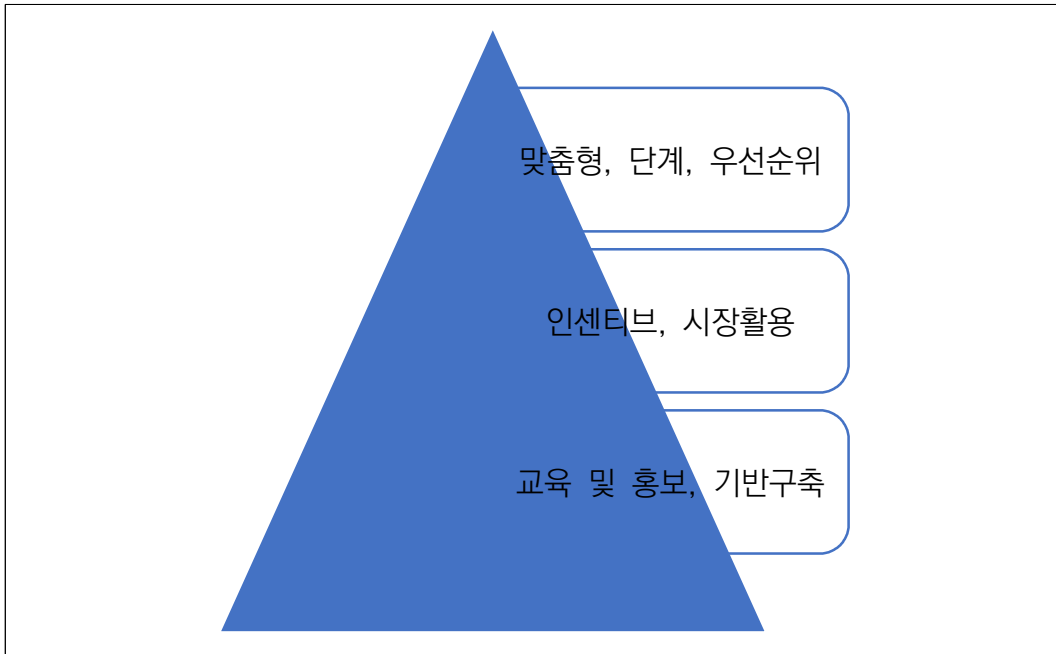 맞춤형, 단계, 우선순위
인센티브, 시장활용
교육 및 홍보, 기반구축